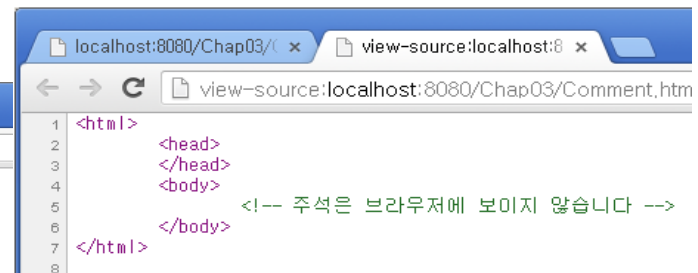 localhost:8080/Chap03/( × view-source:localhost:8 ×
view-source:localhost:8080/Chap03/Comment.htm
1 <html>
2 <head>
3 </head>
4 <body>
5 <!-- 주석은 브라우저에 보이지 않습니다 -->
6 </body>
7 </html>
8